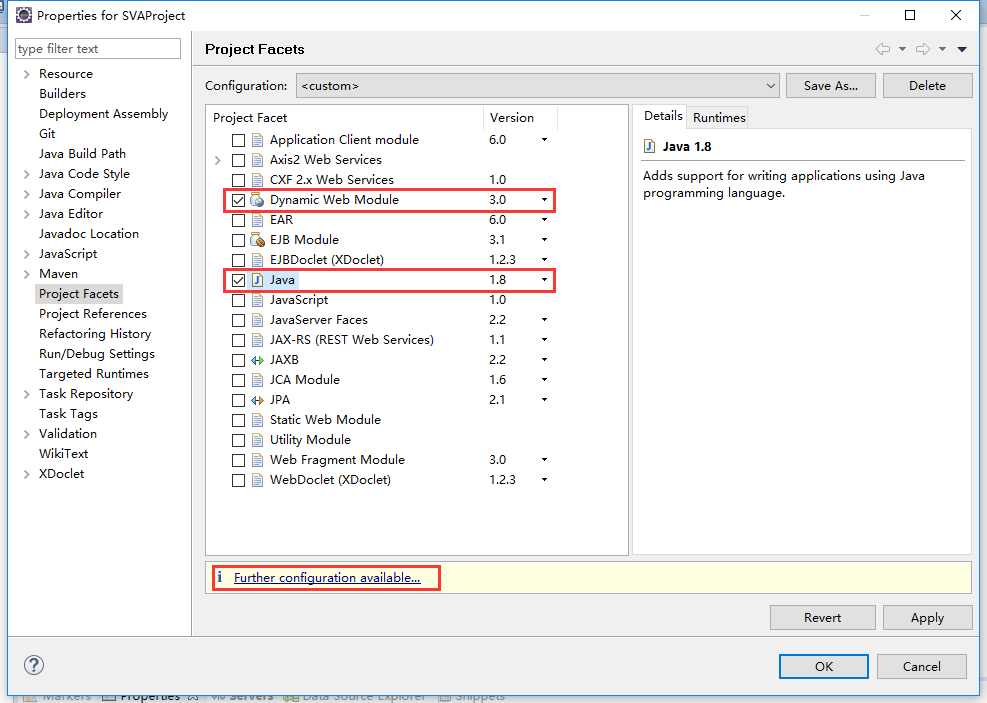 Properties for SVAProject
type filter text
Project Facets
Resource
Builders
Deployment Assembly
Git
Java Build Path
Java Code Style
Java Compiler
Java Editor
Javadoc Location
JavaScript
Maven
Project Facets
Project References
Refactoring History
Run/Debug Settings
Targeted Runtimes
Task Repository
Task Tags
Validation
WikiText
XDoclet
Configuration: <custom> Save As... Delete
Project Facet Version
Application Client module 6.0
Axis2 Web Services
CXF 2.x Web Services 1.0
Dynamic Web Module 3.0
EAR 6.0
EJB Module 3.1
EJBDoclet (XDoclet) 1.2.3
Java 1.8
JavaScript 1.0
JavaServer Faces 2.2
JAX-RS (REST Web Services) 1.1
JAXB 2.2
JCA Module 1.6
JPA 2.1
Static Web Module
Utility Module
Web Fragment Module 3.0
WebDoclet (XDoclet) 1.2.3
Details Runtimes
Java 1.8
Adds support for writing applications using Java
programming language.
Further configuration available...
Revert Apply
OK Cancel
Markers Properties Servers Data Source Explorer Snippets